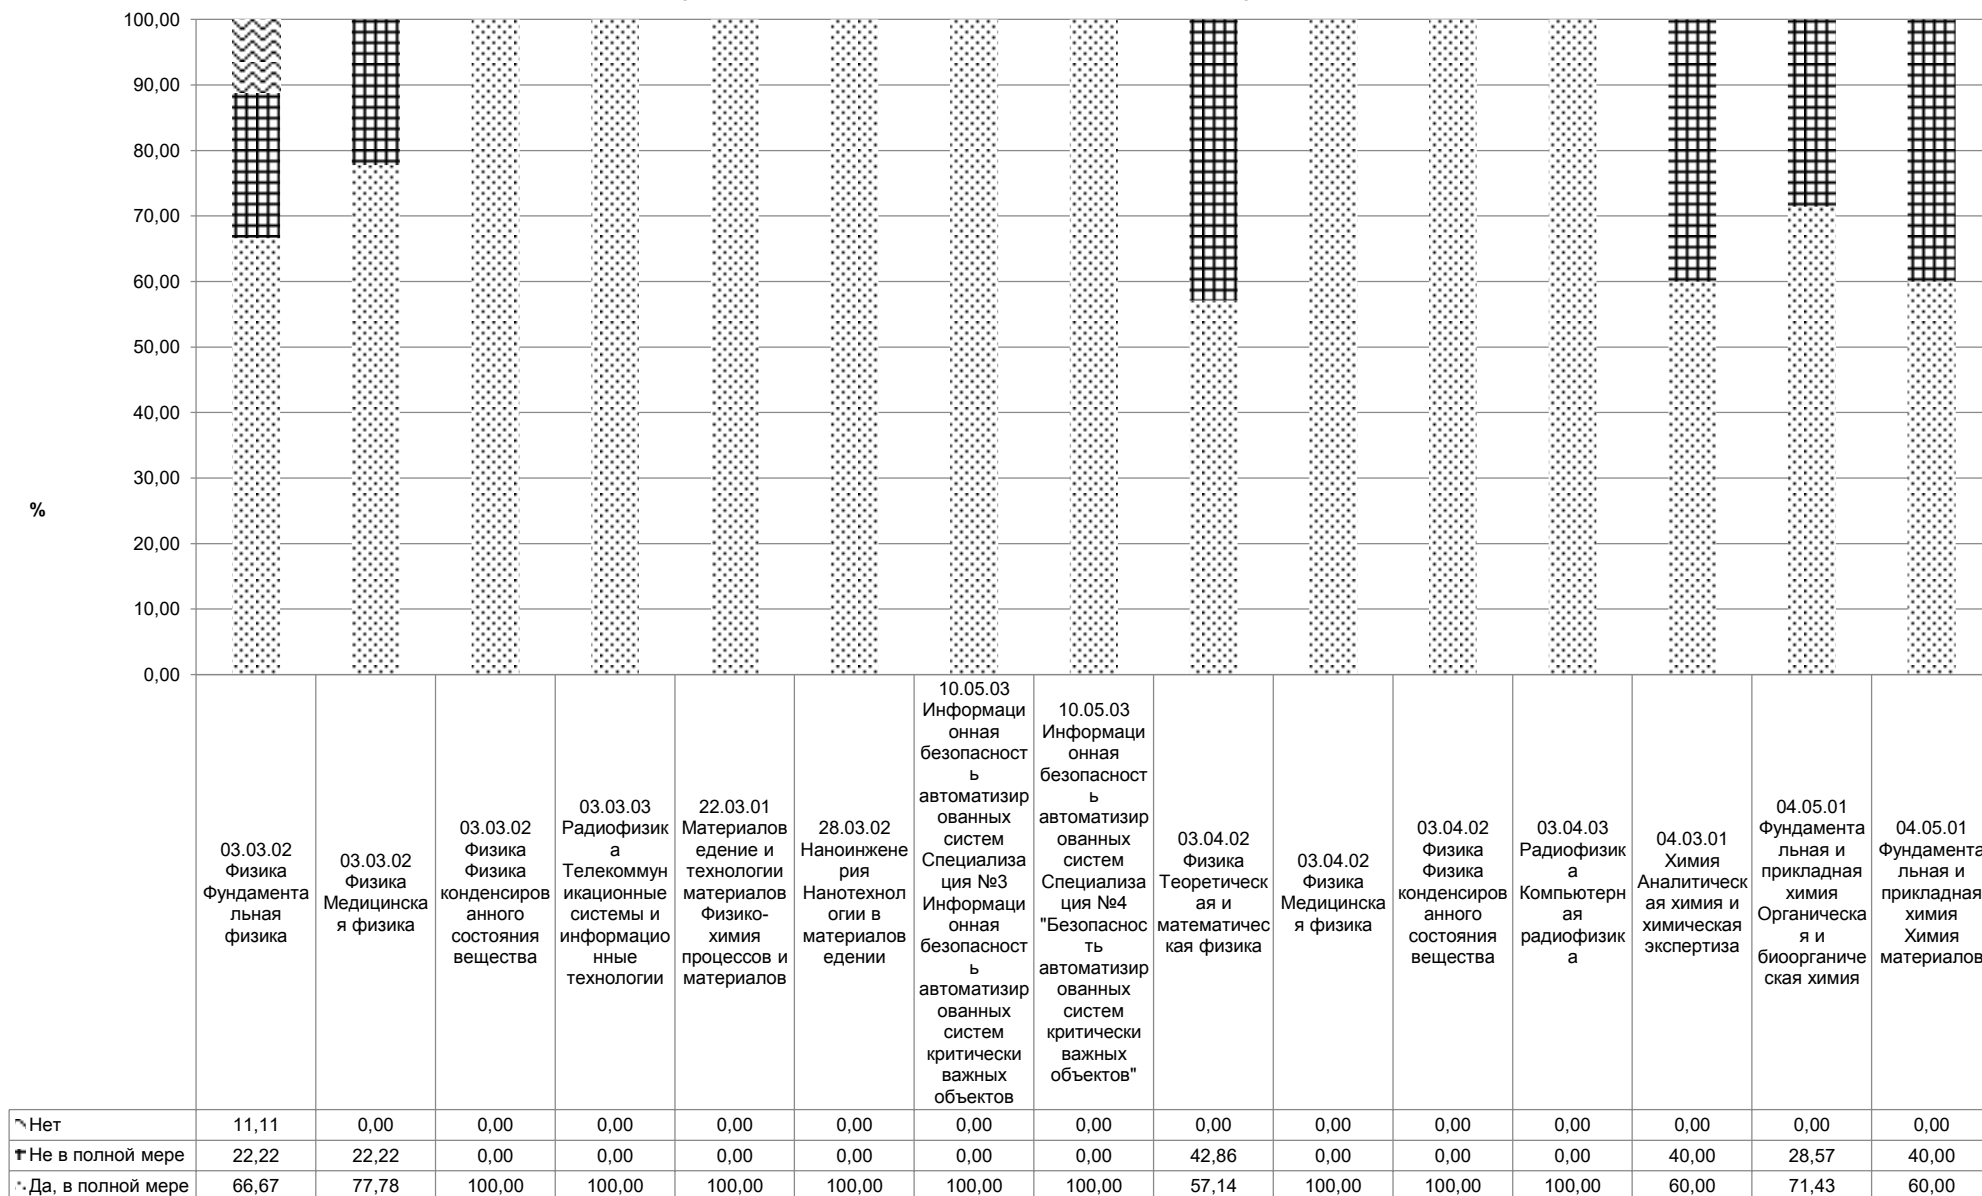 100,00
90,00
80,00
70,00
60,00
50,00
40,00
30,00
20,00
10,00
0,00
%
03.03.02
Физика
Фундамента
льная
физика
03.03.02
Физика
Медицинска
я физика
03.03.02
Физика
Физика
конденсиров
анного
состояния
вещества
03.03.03
Радиофизик
а
Телекоммун
икационные
системы и
информацио
нные
технологии
22.03.01
Материалов
едение и
технологии
материалов
Физико-
химия
процессов и
материалов
28.03.02
Наноинжене
рия
Нанотехнол
огии в
материалов
едении
10.05.03
Информаци
онная
безопасност
ь
автоматизир
ованных
систем
Специализа
ция №3
Информаци
онная
безопасност
ь
автоматизир
ованных
систем
критически
важных
объектов
10.05.03
Информаци
онная
безопасност
ь
автоматизир
ованных
систем
Специализа
ция №4
"Безопаснос
ть
автоматизир
ованных
систем
критически
важных
объектов"
03.04.02
Физика
Теоретическ
ая и
математичес
кая физика
03.04.02
Физика
Медицинска
я физика
03.04.02
Физика
Физика
конденсиров
анного
состояния
вещества
03.04.03
Радиофизик
а
Компьютерн
ая
радиофизик
а
04.03.01
Химия
Аналитическ
ая химия и
химическая
экспертиза
04.05.01
Фундамента
льная и
прикладная
химия
Органическа
я и
биоорганиче
ская химия
04.05.01
Фундамента
льная и
прикладная
химия
Химия
материалов
Нет 11,11 0,00 0,00 0,00 0,00 0,00 0,00 0,00 0,00 0,00 0,00 0,00 0,00 0,00 0,00
Не в полной мере 22,22 22,22 0,00 0,00 0,00 0,00 0,00 0,00 42,86 0,00 0,00 0,00 40,00 28,57 40,00
Да, в полной мере 66,67 77,78 100,00 100,00 100,00 100,00 100,00 100,00 57,14 100,00 100,00 100,00 60,00 71,43 60,00